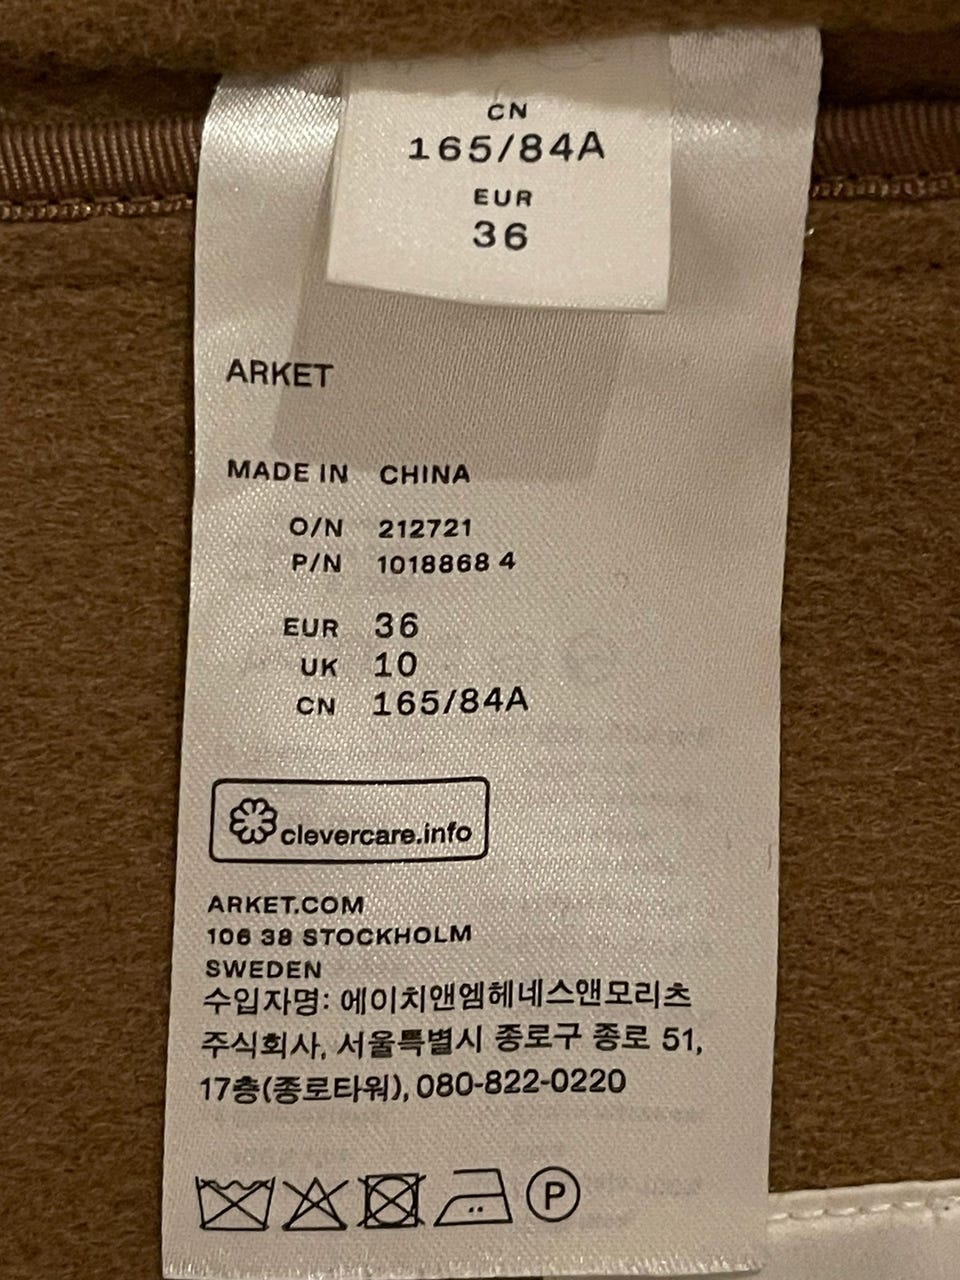 CN
165/84A
EUR
36
ARKET
MADE IN CHINA
O/N 212721
P/N 1018868 4
EUR 36
UK 10
CN 165/84A
clevercare.info
ARKET.COM
106 38 STOCKHOLM
SWEDEN
수입자명: 에이치앤엠헤네스앤모리츠
주식회사, 서울특별시 종로구 종로 51,
17층(종로타워), 080-822-0220
P